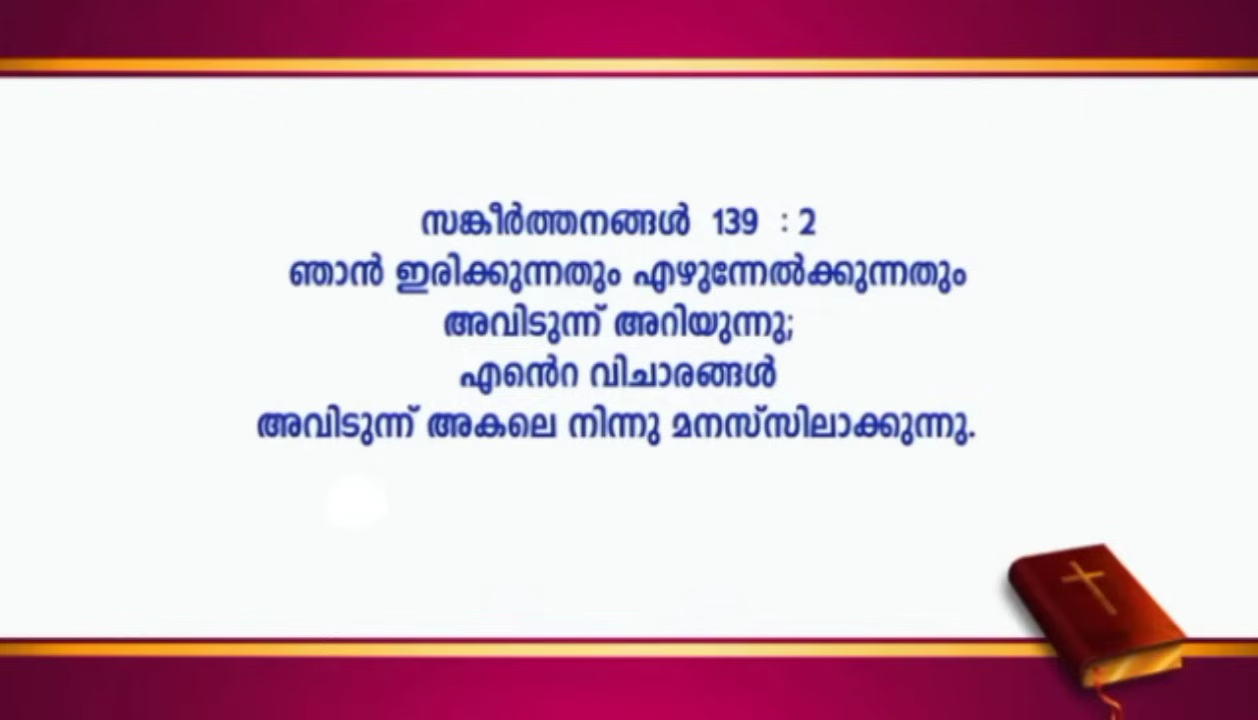 സങ്കീർത്തനങ്ങൾ 139 : 2
ഞാൻ ഇരിക്കുന്നതും എഴുന്നേൽക്കുന്നതും
അവിടുന്ന് അറിയുന്നു;
എൻെറ വിചാരങ്ങൾ
അവിടുന്ന് അകലെ നിന്നു മനസ്സിലാക്കുന്നു.